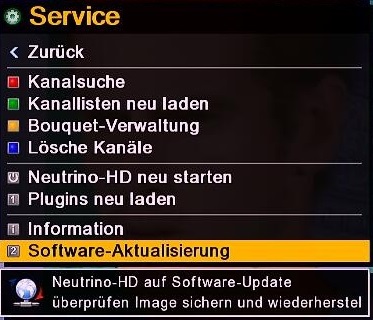 Service
Zurück
Kanalsuche
Kanallisten neu laden
Bouquet-Verwaltung
Lösche Kanäle
Neutrino-HD neu starten
1 Plugins neu laden
i Information
2 Software-Aktualisierung
Neutrino-HD auf Software-Update
überprüfen Image sichern und wiederherstel